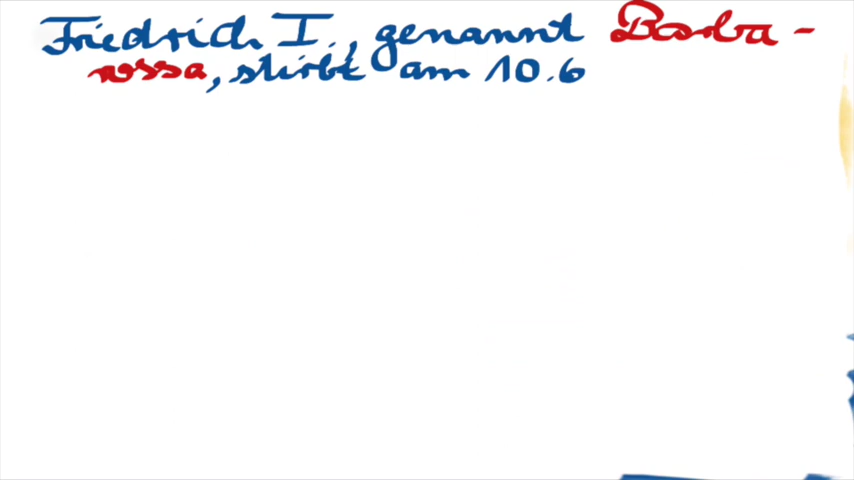 Friedrich I., genannt Barba-
rossa, stirbt am 10.6